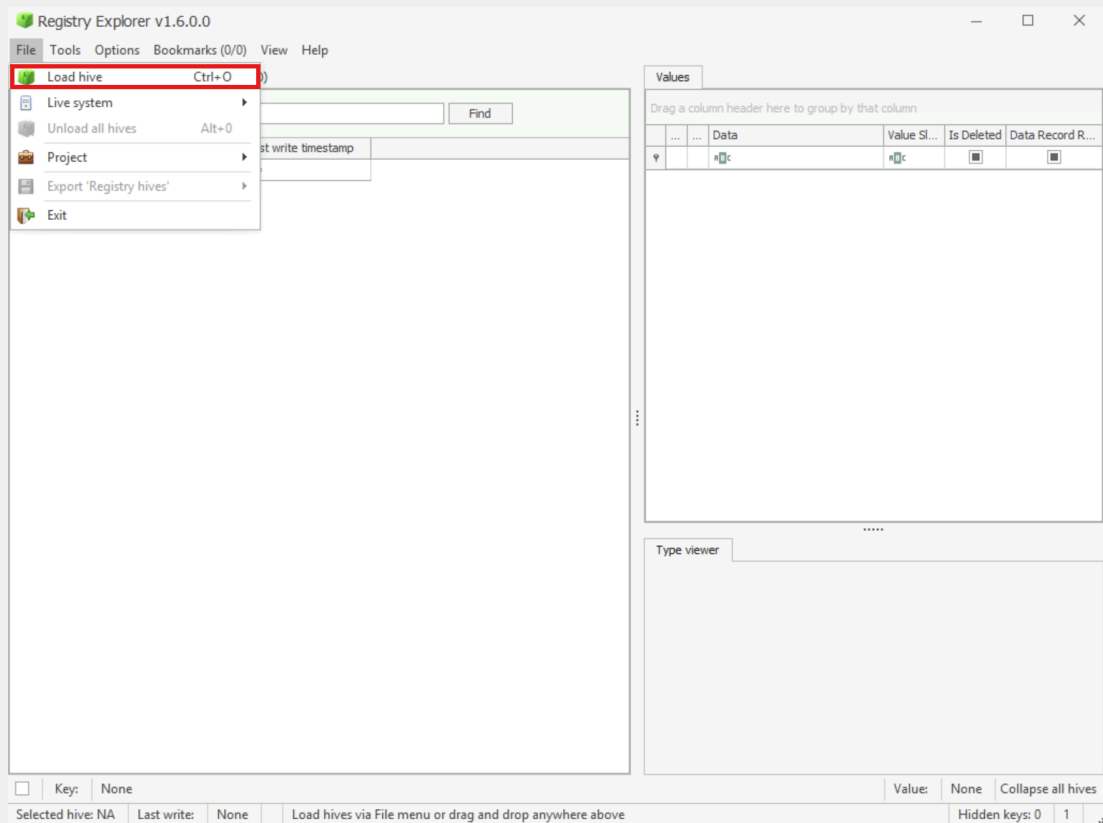 Registry Explorer v1.6.0.0
File Tools Options Bookmarks (0/0) View Help
Load hive Ctrl+O
Live system
Unload all hives Alt+0
Project
Export 'Registry hives'
Exit
0)
Find
st write timestamp
Values
Drag a column header here to group by that column
... ... Data Value Sl... Is Deleted Data Record R...
Type viewer
Key: None
Value: None Collapse all hives
Selected hive: NA Last write: None Load hives via File menu or drag and drop anywhere above Hidden keys: 0 1